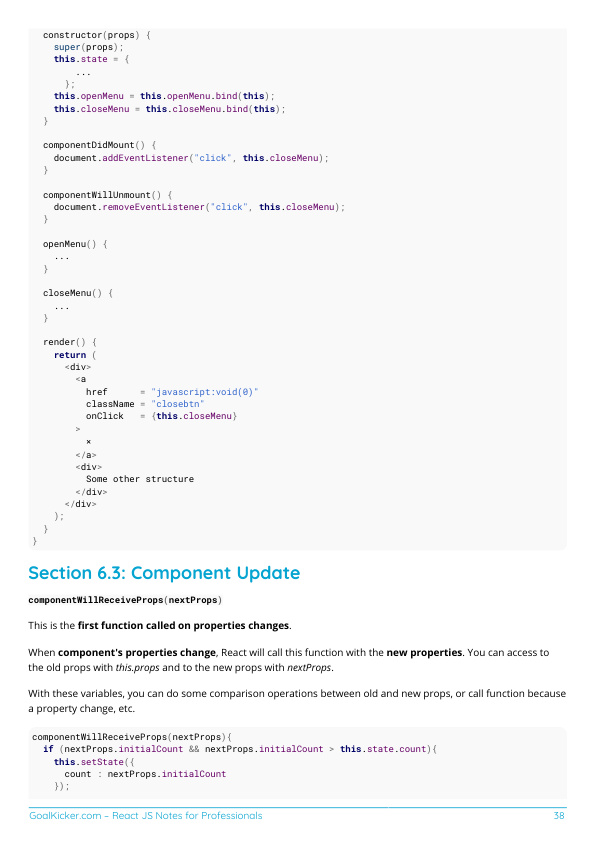 constructor(props) {
    super(props);
    this.state = {
        ...
      };
    this.openMenu = this.openMenu.bind(this);
    this.closeMenu = this.closeMenu.bind(this);
  }

  componentDidMount() {
    document.addEventListener("click", this.closeMenu);
  }

  componentWillUnmount() {
    document.removeEventListener("click", this.closeMenu);
  }

  openMenu() {
    ...
  }

  closeMenu() {
    ...
  }

  render() {
    return (
      <div>
        <a
          href      = "javascript:void(0)"
          className = "closebtn"
          onClick   = {this.closeMenu}
        >
          ×
        </a>
        <div>
          Some other structure
        </div>
      </div>
    );
  }
}
Section 6.3: Component Update
componentWillReceiveProps(nextProps)
This is the first function called on properties changes.
When component's properties change, React will call this function with the new properties. You can access to
the old props with this.props and to the new props with nextProps.
With these variables, you can do some comparison operations between old and new props, or call function because
a property change, etc.
componentWillReceiveProps(nextProps){
  if (nextProps.initialCount && nextProps.initialCount > this.state.count){
    this.setState({
      count : nextProps.initialCount
    });
GoalKicker.com – React JS Notes for Professionals
38